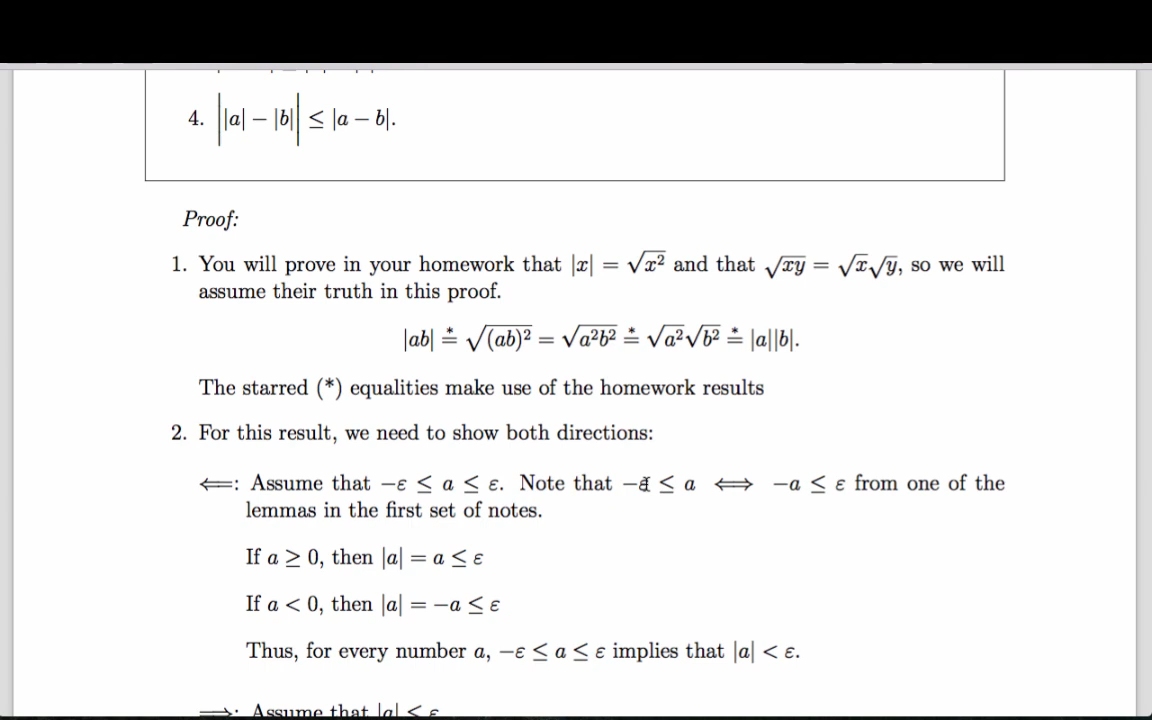 4. ||a| − |b|| ≤ |a − b|.
Proof:
1. You will prove in your homework that |x| = √x² and that √xy = √x√y, so we will
assume their truth in this proof.
|ab| ≛ √(ab)² = √a²b² ≛ √a²√b² ≛ |a||b|.
The starred (*) equalities make use of the homework results
2. For this result, we need to show both directions:
⟸: Assume that −ε ≤ a ≤ ε. Note that −ε ≤ a ⟺ −a ≤ ε from one of the
lemmas in the first set of notes.
If a ≥ 0, then |a| = a ≤ ε
If a < 0, then |a| = −a ≤ ε
Thus, for every number a, −ε ≤ a ≤ ε implies that |a| < ε.
⟹: Assume that |a| < ε